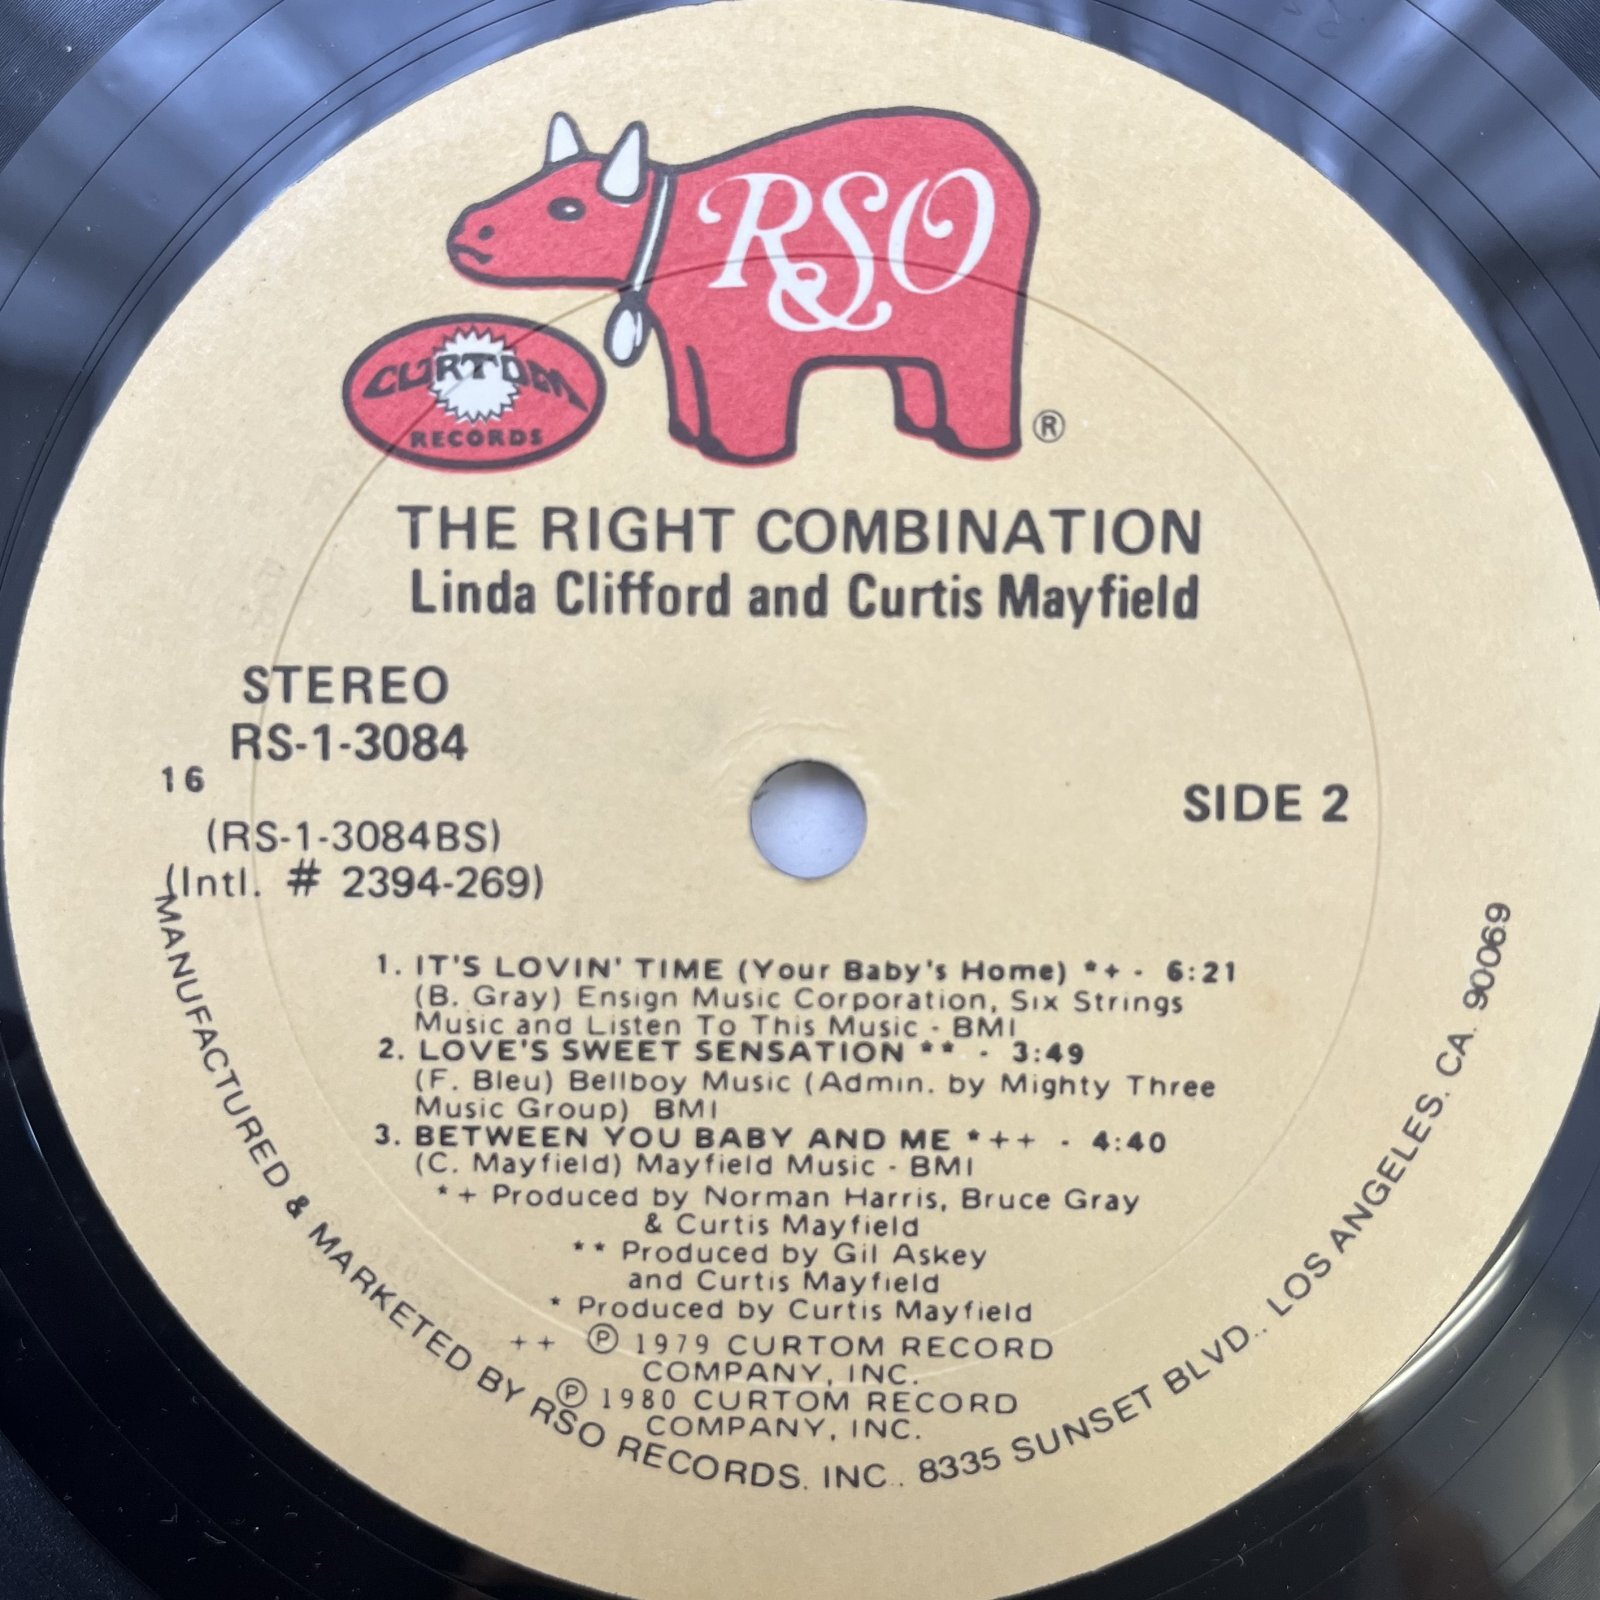 RSO
CURTOM
RECORDS
®
THE RIGHT COMBINATION
Linda Clifford and Curtis Mayfield
STEREO
RS-1-3084
16
(RS-1-3084BS)
(Intl. # 2394-269)
SIDE 2
1. IT'S LOVIN' TIME (Your Baby's Home) *+ - 6:21
(B. Gray) Ensign Music Corporation, Six Strings
Music and Listen To This Music - BMI
2. LOVE'S SWEET SENSATION ** - 3:49
(F. Bleu) Bellboy Music (Admin. by Mighty Three
Music Group) BMI
3. BETWEEN YOU BABY AND ME *++ - 4:40
(C. Mayfield) Mayfield Music - BMI
*+ Produced by Norman Harris, Bruce Gray
& Curtis Mayfield
** Produced by Gil Askey
and Curtis Mayfield
* Produced by Curtis Mayfield
++ ℗ 1979 CURTOM RECORD
COMPANY, INC.
℗ 1980 CURTOM RECORD
COMPANY, INC.
MANUFACTURED & MARKETED BY RSO RECORDS, INC., 8335 SUNSET BLVD., LOS ANGELES, CA. 90069